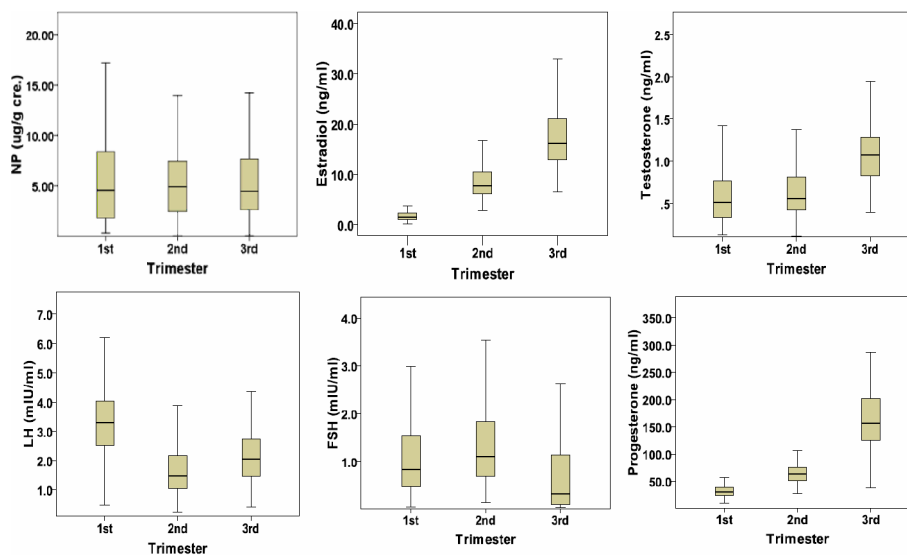 NP (ug/g cre.)
20.00
15.00
10.00
5.00
1st 2nd 3rd
Trimester
Estradiol (ng/ml)
40.0
30.0
20.0
10.0
0.0
1st 2nd 3rd
Trimester
Testosterone (ng/ml)
2.5
2.0
1.5
1.0
.5
1st 2nd 3rd
Trimester
LH (mIU/ml)
7.0
6.0
5.0
4.0
3.0
2.0
1.0
1st 2nd 3rd
Trimester
FSH (mIU/ml)
4.0
3.0
2.0
1.0
1st 2nd 3rd
Trimester
Progesterone (ng/ml)
350.0
300.0
250.0
200.0
150.0
100.0
50.0
1st 2nd 3rd
Trimester